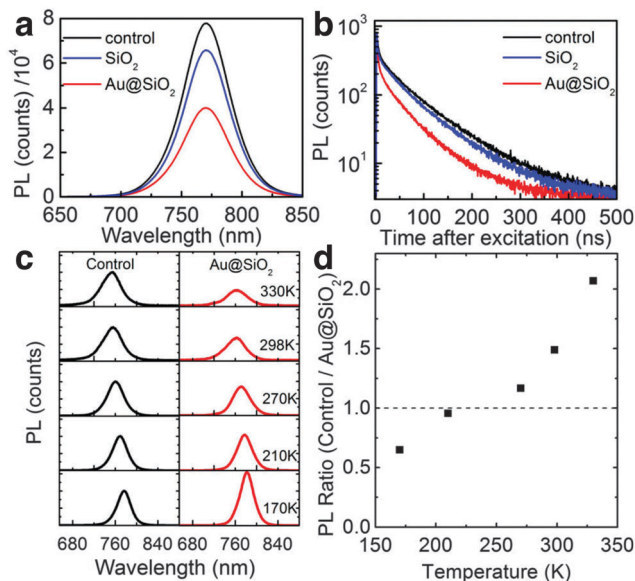 a
PL (counts) /10⁴
8
6
4
2
0
control
SiO₂
Au@SiO₂
650 700 750 800 850
Wavelength (nm)
b
PL (counts)
10³
10²
10¹
control
SiO₂
Au@SiO₂
0 100 200 300 400 500
Time after excitation (ns)
c
Control Au@SiO₂
330K
298K
270K
210K
170K
PL (counts)
680 760 840 680 760 840
Wavelength (nm)
d
PL Ratio (Control / Au@SiO₂)
2.0
1.5
1.0
0.5
0.0
150 200 250 300 350
Temperature (K)